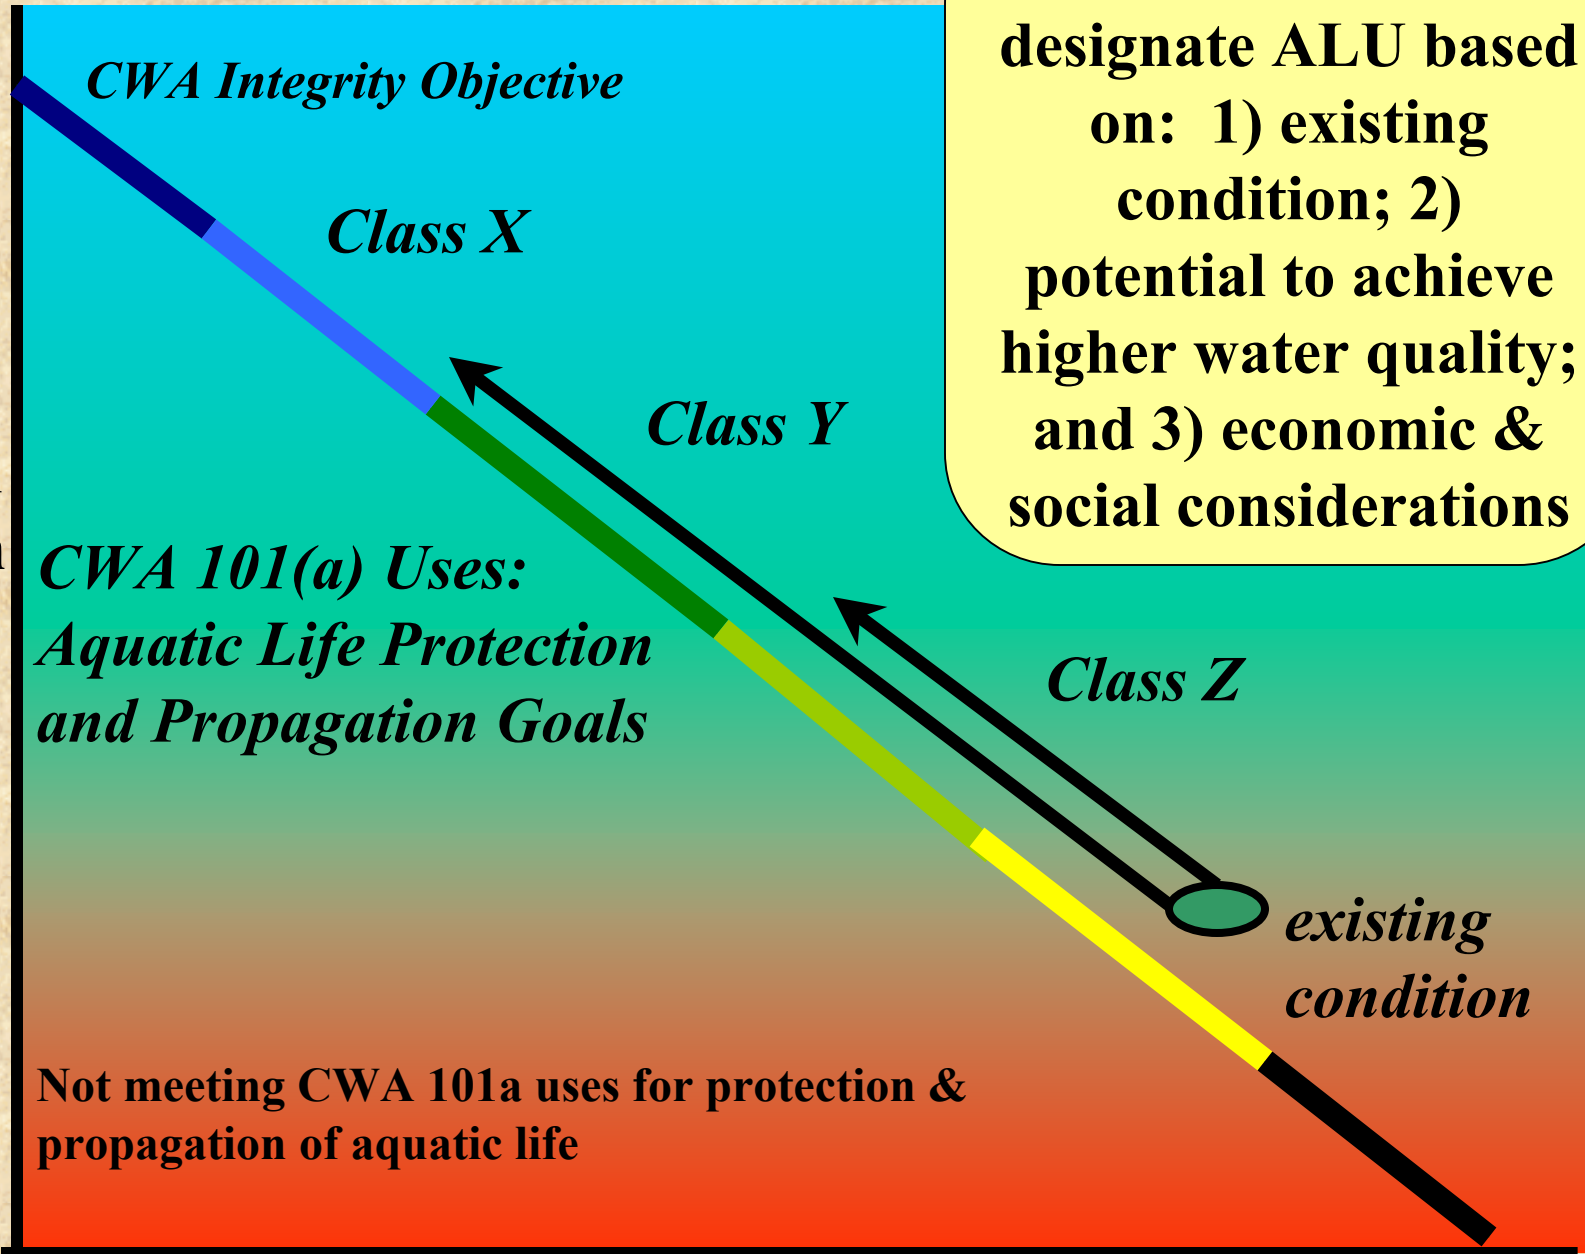 designate ALU based
on: 1) existing
condition; 2)
potential to achieve
higher water quality;
and 3) economic &
social considerations
CWA Integrity Objective
Class X
Class Y
CWA 101(a) Uses:
Aquatic Life Protection
and Propagation Goals
Class Z
existing
condition
Not meeting CWA 101a uses for protection &
propagation of aquatic life